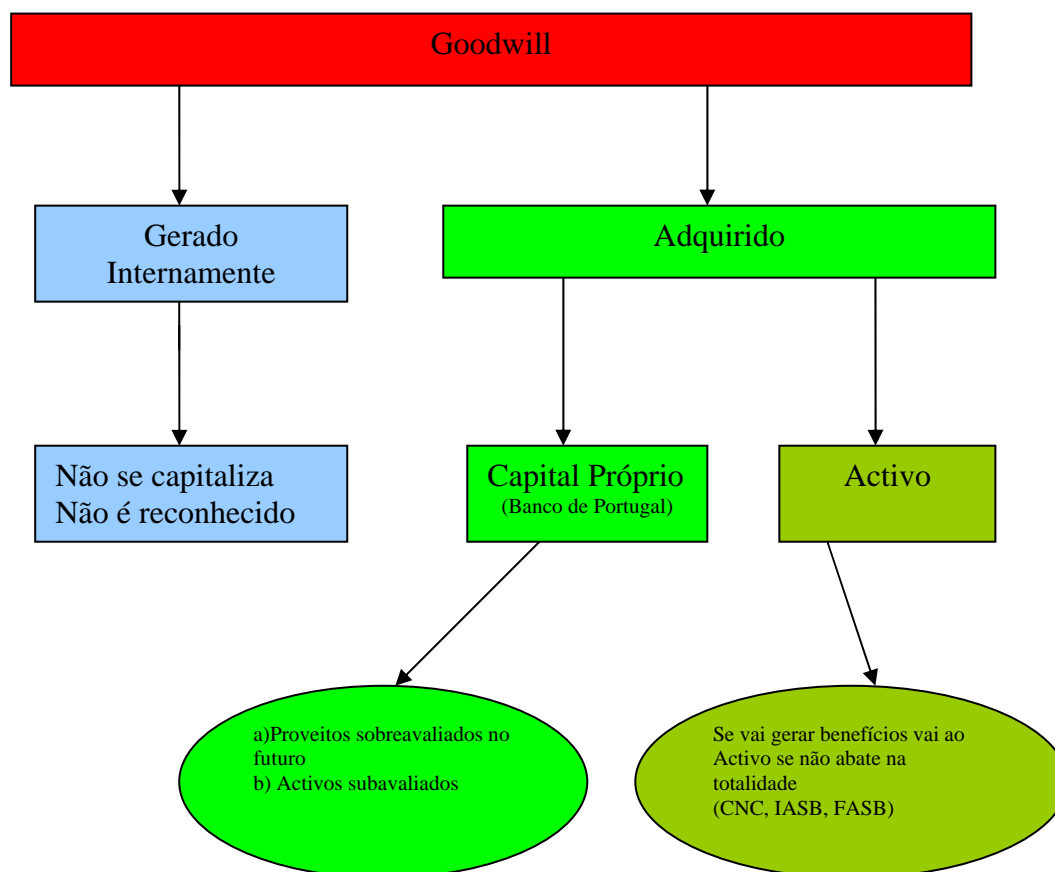 Goodwill
Gerado
Internamente
Adquirido
Não se capitaliza
Não é reconhecido
Capital Próprio
(Banco de Portugal)
Activo
a)Proveitos sobreavaliados no
futuro
b) Activos subavaliados
Se vai gerar benefícios vai ao
Activo se não abate na
totalidade
(CNC, IASB, FASB)